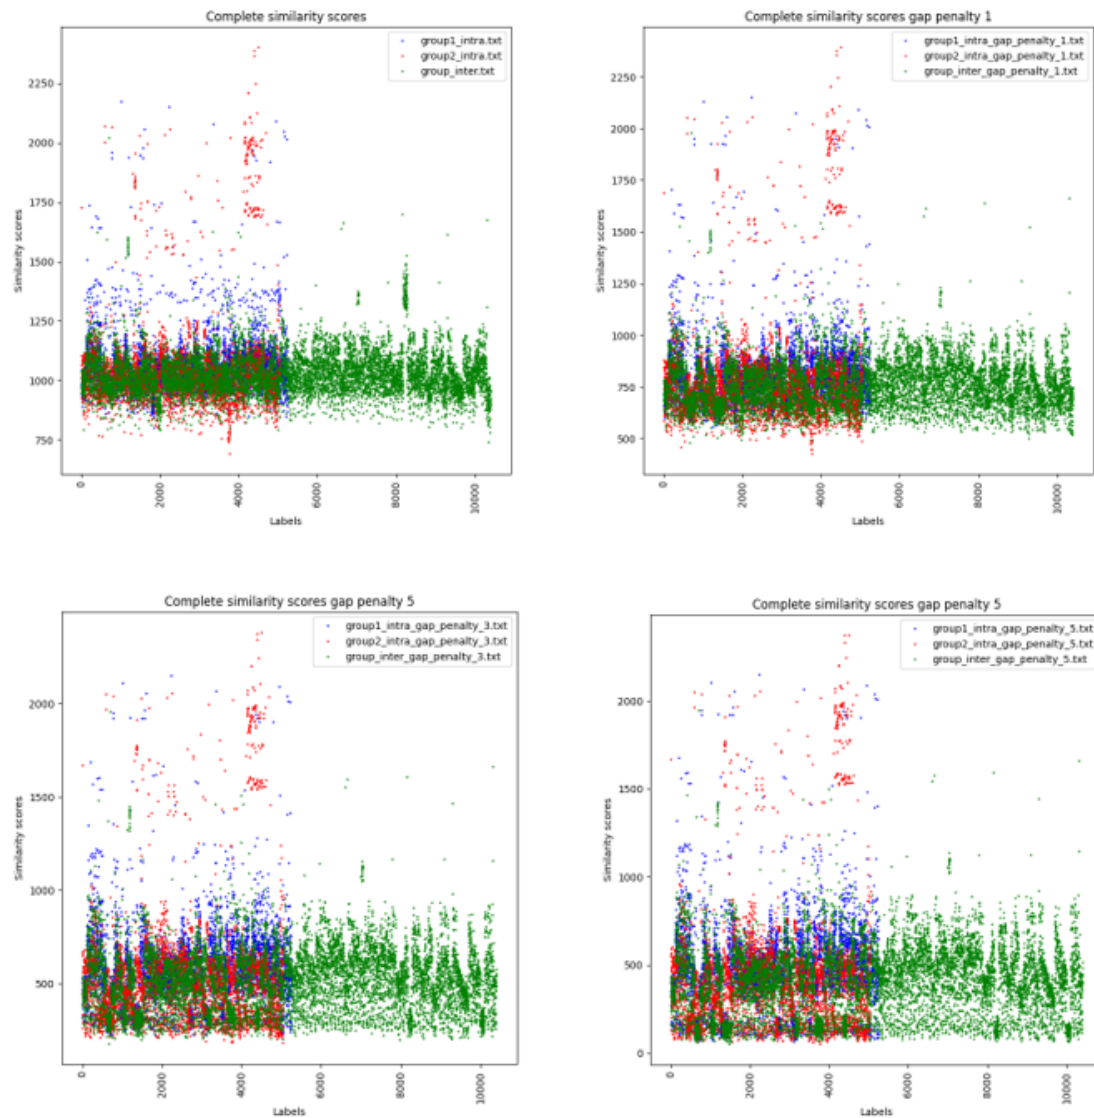 Complete similarity scores
group1_intra.txt
group2_intra.txt
group_inter.txt
2250
2000
1750
1500
1250
1000
750
Similarity scores
0
2000
4000
6000
8000
10000
Labels
Complete similarity scores gap penalty 1
group1_intra_gap_penalty_1.txt
group2_intra_gap_penalty_1.txt
group_inter_gap_penalty_1.txt
2250
2000
1750
1500
1250
1000
750
500
Similarity scores
0
2000
4000
6000
8000
10000
Labels
Complete similarity scores gap penalty 5
group1_intra_gap_penalty_3.txt
group2_intra_gap_penalty_3.txt
group_inter_gap_penalty_3.txt
2000
1500
1000
500
Similarity scores
0
2000
4000
6000
8000
10000
Labels
Complete similarity scores gap penalty 5
group1_intra_gap_penalty_5.txt
group2_intra_gap_penalty_5.txt
group_inter_gap_penalty_5.txt
2000
1500
1000
500
0
Similarity scores
0
2000
4000
6000
8000
10000
Labels